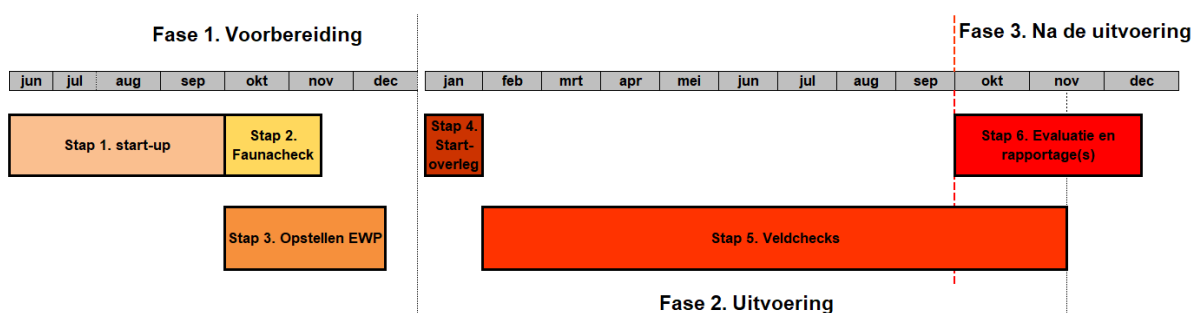 Fase 1. Voorbereiding
Fase 3. Na de uitvoering
jun jul aug sep okt nov dec jan feb mrt apr mei jun jul aug sep okt nov dec
Stap 1. start-up
Stap 2.
Faunacheck
Stap 4.
Start-
overleg
Stap 6. Evaluatie en
rapportage(s)
Stap 3. Opstellen EWP
Stap 5. Veldchecks
Fase 2. Uitvoering